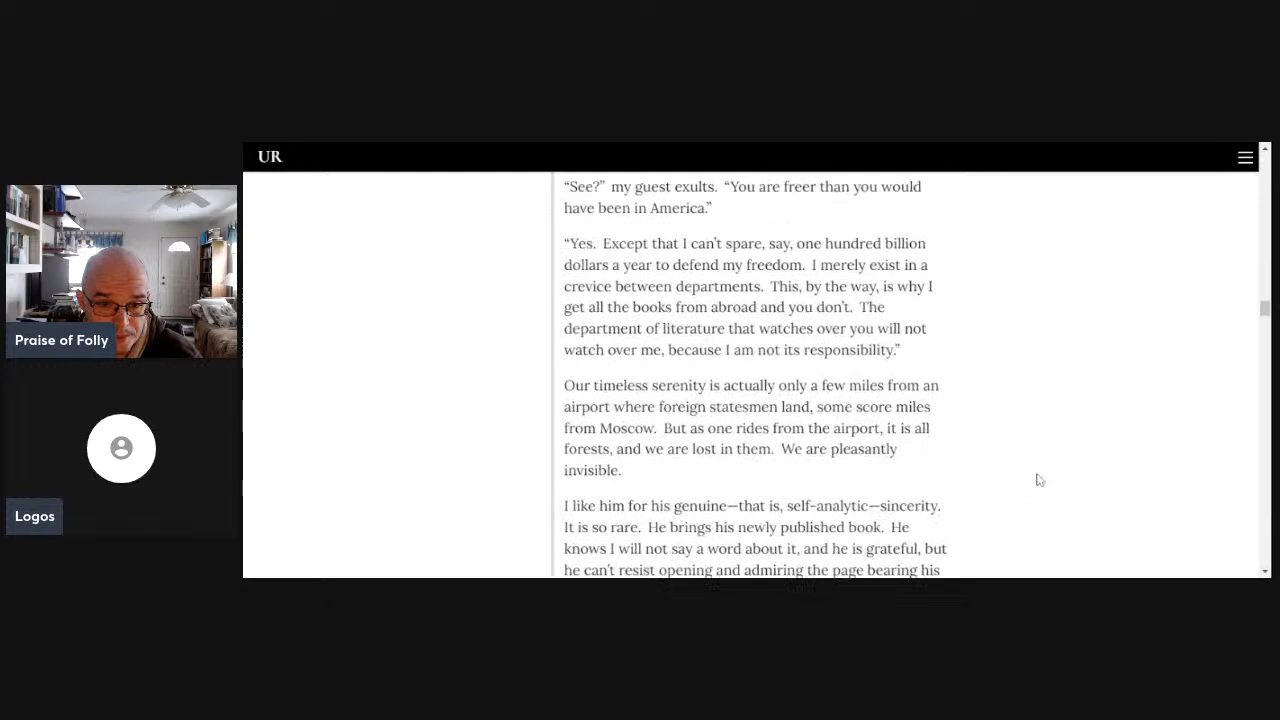 UR
“See?” my guest exults. “You are freer than you would
have been in America.”
“Yes. Except that I can’t spare, say, one hundred billion
dollars a year to defend my freedom. I merely exist in a
crevice between departments. This, by the way, is why I
get all the books from abroad and you don’t. The
department of literature that watches over you will not
watch over me, because I am not its responsibility.”
Our timeless serenity is actually only a few miles from an
airport where foreign statesmen land, some score miles
from Moscow. But as one rides from the airport, it is all
forests, and we are lost in them. We are pleasantly
invisible.
I like him for his genuine—that is, self-analytic—sincerity.
It is so rare. He brings his newly published book. He
knows I will not say a word about it, and he is grateful, but
he can’t resist opening and admiring the page bearing his
Praise of Folly
Logos